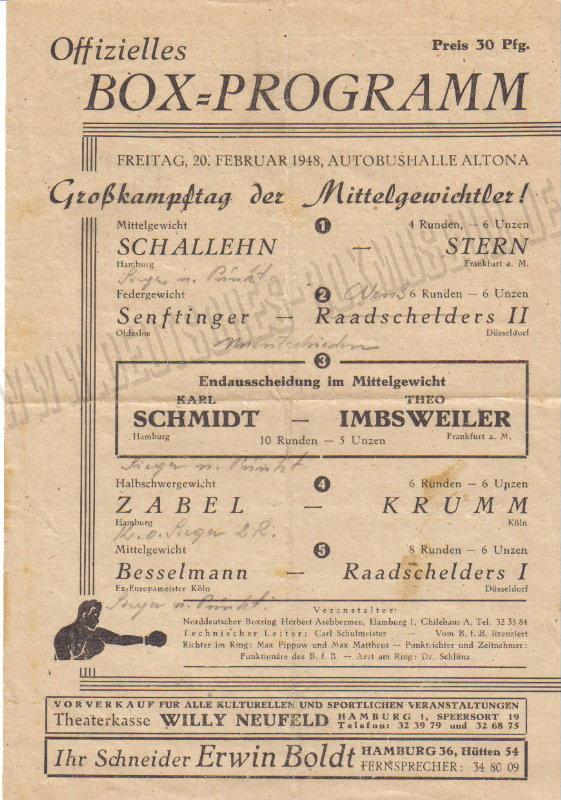 Offizielles
Preis 30 Pfg.
BOX=PROGRAMM
FREITAG, 20. FEBRUAR 1948, AUTOBUSHALLE ALTONA
Großkampftag der Mittelgewichtler!
Mittelgewicht 1 4 Runden, — 6 Unzen
SCHALLEHN — STERN
Hamburg Frankfurt a. M.
Sieger n. Punkt
Federgewicht 2 6 Runden — 6 Unzen
Senftinger — Raadschelders II
Oldesloe Düsseldorf
Unentschieden
3
Endausscheidung im Mittelgewicht
KARL THEO
SCHMIDT — IMBSWEILER
Hamburg Frankfurt a. M.
10 Runden — 5 Unzen
Sieger n. Punkt
Halbschwergewicht 4 6 Runden — 6 Unzen
ZABEL — KRUMM
Hamburg Köln
K.o. Sieger 2 R.
Mittelgewicht 5 8 Runden — 6 Unzen
Besselmann — Raadschelders I
Ex-Europameister Köln Düsseldorf
Sieger n. Punkt.
Veranstalter:
Norddeutscher Boxring Herbert Aschbermer, Hamburg 1, Chilehaus A, Tel. 32 35 84
Technischer Leiter: Carl Schulmeister — Vom B. f. B. lizenziert
Richter im Ring: Max Pippow und Max Mattheus — Punktrichter und Zeitnehmer:
Funktionäre des B. f. B. — Arzt am Ring: Dr. Schlünz
VORVERKAUF FÜR ALLE KULTURELLEN UND SPORTLICHEN VERANSTALTUNGEN
Theaterkasse WILLY NEUFELD HAMBURG 1, SPEERSORT 19
Telefon: 32 39 79 und 32 68 75
Ihr Schneider Erwin Boldt HAMBURG 36, Hütten 54
FERNSPRECHER: 34 80 09